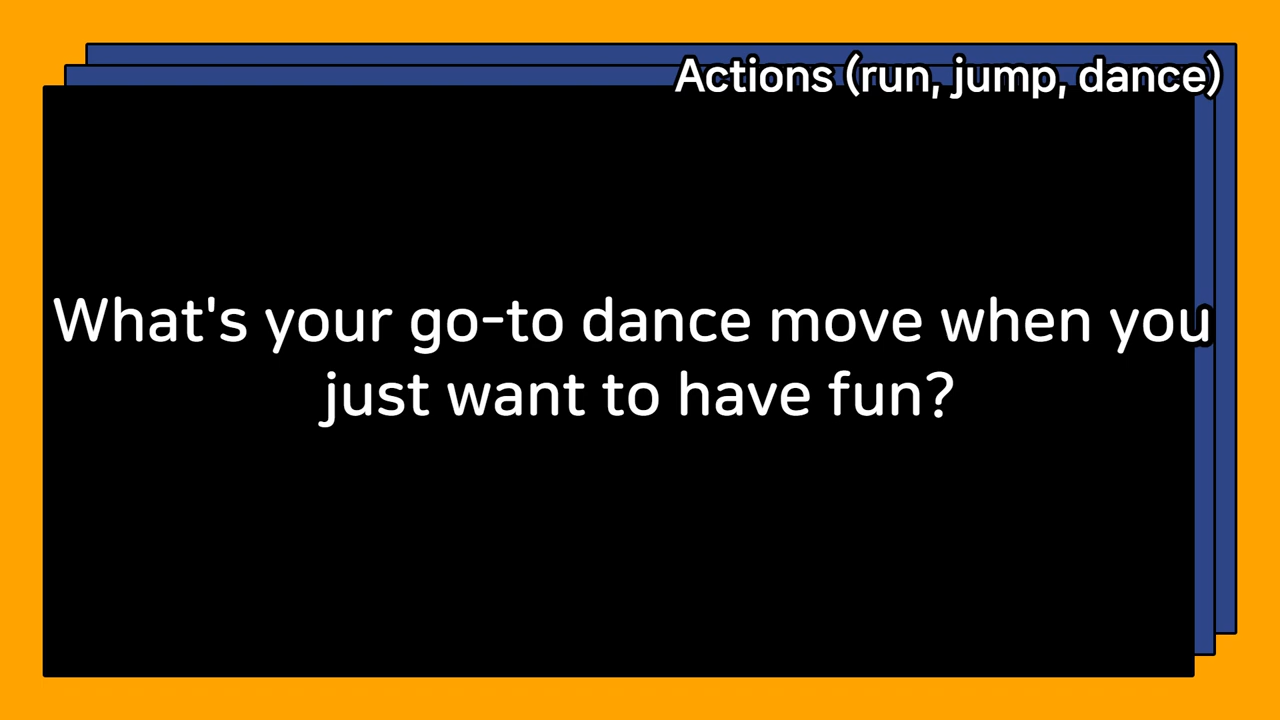 Actions (run, jump, dance)
What's your go-to dance move when you
just want to have fun?